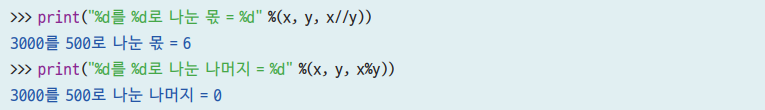 >>> print("%d를 %d로 나눈 몫 = %d" %(x, y, x//y))
3000를 500로 나눈 몫 = 6
>>> print("%d를 %d로 나눈 나머지 = %d" %(x, y, x%y))
3000를 500로 나눈 나머지 = 0